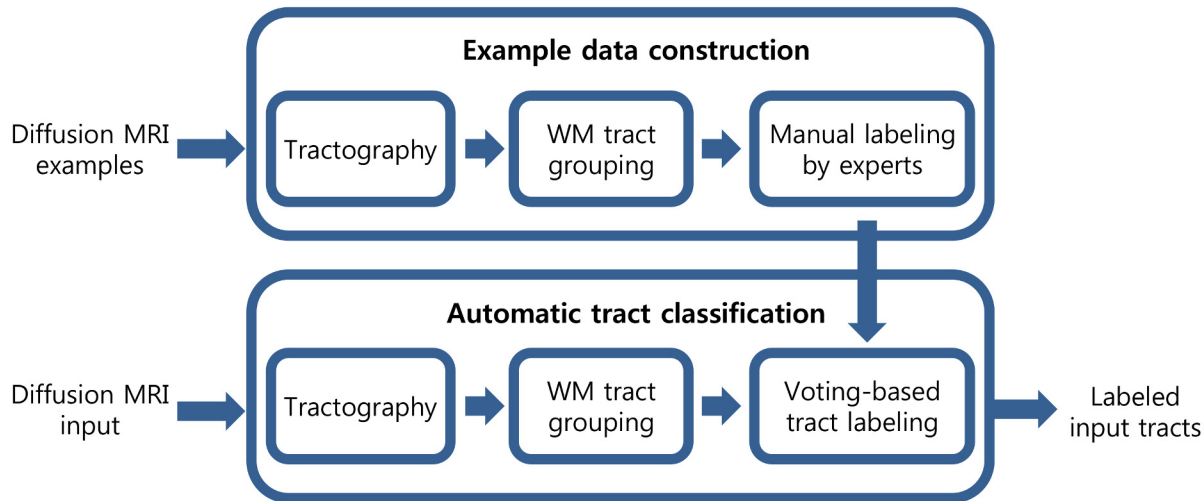 Example data construction
Diffusion MRI
examples
Tractography
WM tract
grouping
Manual labeling
by experts
Automatic tract classification
Diffusion MRI
input
Tractography
WM tract
grouping
Voting-based
tract labeling
Labeled
input tracts